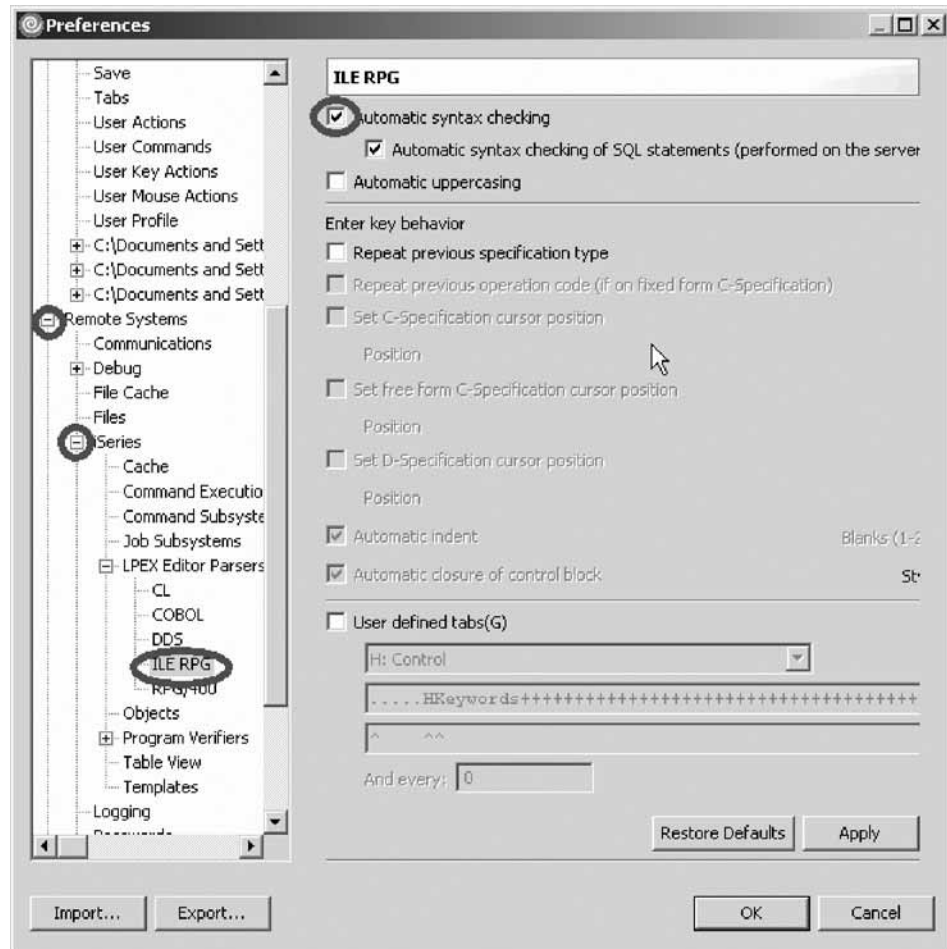 Preferences
Save
Tabs
User Actions
User Commands
User Key Actions
User Mouse Actions
User Profile
C:\Documents and Sett
C:\Documents and Sett
C:\Documents and Sett
Remote Systems
Communications
Debug
File Cache
Files
iSeries
Cache
Command Executio
Command Subsyste
Job Subsystems
LPEX Editor Parsers
CL
COBOL
DDS
ILE RPG
RPG/400
Objects
Program Verifiers
Table View
Templates
Logging
ILE RPG
Automatic syntax checking
Automatic syntax checking of SQL statements (performed on the server
Automatic uppercasing
Enter key behavior
Repeat previous specification type
Repeat previous operation code (if on fixed form C-Specification)
Set C-Specification cursor position
Position
Set free form C-Specification cursor position
Position
Set D-Specification cursor position
Position
Automatic indent Blanks (1-2
Automatic closure of control block St
User defined tabs(G)
H: Control
.....HKeywords++++++++++++++++++++++++++++++++++++
^ ^^
And every: 0
Restore Defaults Apply
Import... Export... OK Cancel